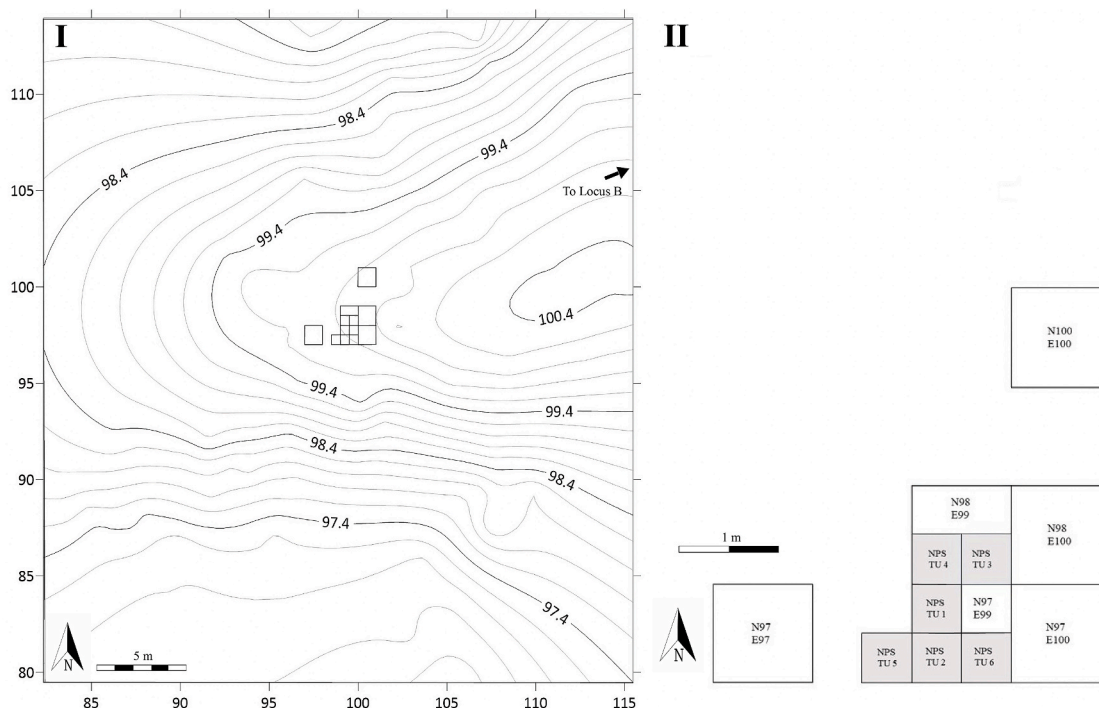 I
II
110
105
100
95
90
85
80
85
90
95
100
105
110
115
98.4
98.4
99.4
99.4
To Locus B
100.4
99.4
99.4
98.4
98.4
97.4
97.4
N
5 m
N100
E100
N98
E99
N98
E100
1 m
NPS
TU 4
NPS
TU 3
NPS
TU 1
N97
E99
N97
E97
N97
E100
NPS
TU 5
NPS
TU 2
NPS
TU 6
N